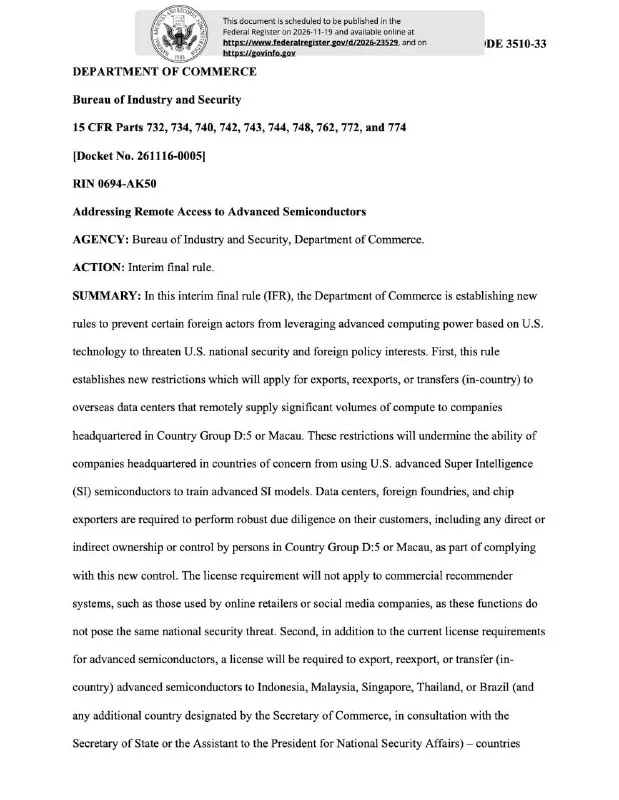 This document is scheduled to be published in the
Federal Register on 2026-11-19 and available online at
https://www.federalregister.gov/d/2026-23529, and on
https://govinfo.gov
DE 3510-33
DEPARTMENT OF COMMERCE
Bureau of Industry and Security
15 CFR Parts 732, 734, 740, 742, 743, 744, 748, 762, 772, and 774
[Docket No. 261116-0005]
RIN 0694-AK50
Addressing Remote Access to Advanced Semiconductors
AGENCY: Bureau of Industry and Security, Department of Commerce.
ACTION: Interim final rule.
SUMMARY: In this interim final rule (IFR), the Department of Commerce is establishing new
rules to prevent certain foreign actors from leveraging advanced computing power based on U.S.
technology to threaten U.S. national security and foreign policy interests. First, this rule
establishes new restrictions which will apply for exports, reexports, or transfers (in-country) to
overseas data centers that remotely supply significant volumes of compute to companies
headquartered in Country Group D:5 or Macau. These restrictions will undermine the ability of
companies headquartered in countries of concern from using U.S. advanced Super Intelligence
(SI) semiconductors to train advanced SI models. Data centers, foreign foundries, and chip
exporters are required to perform robust due diligence on their customers, including any direct or
indirect ownership or control by persons in Country Group D:5 or Macau, as part of complying
with this new control. The license requirement will not apply to commercial recommender
systems, such as those used by online retailers or social media companies, as these functions do
not pose the same national security threat. Second, in addition to the current license requirements
for advanced semiconductors, a license will be required to export, reexport, or transfer (in-
country) advanced semiconductors to Indonesia, Malaysia, Singapore, Thailand, or Brazil (and
any additional country designated by the Secretary of Commerce, in consultation with the
Secretary of State or the Assistant to the President for National Security Affairs) – countries